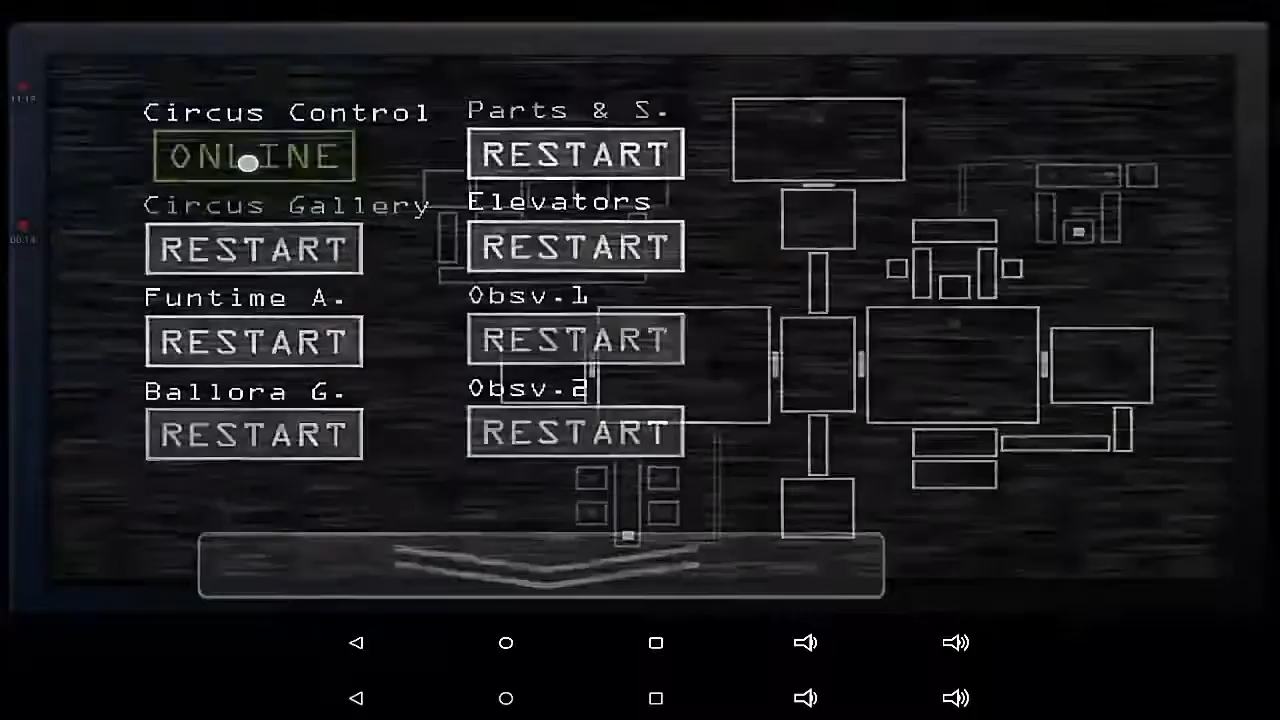 Circus Control
ONLINE
Circus Gallery
RESTART
Funtime A.
RESTART
Ballora G.
RESTART
Parts & S.
RESTART
Elevators
RESTART
Obsv.1
RESTART
Obsv.2
RESTART